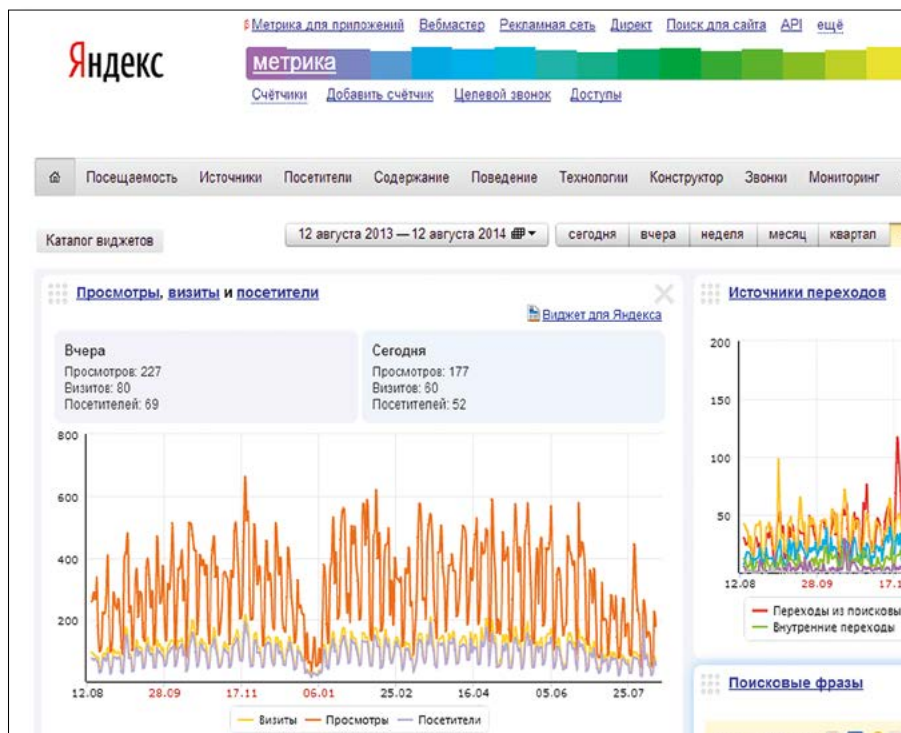 β Метрика для приложений Вебмастер Рекламная сеть Директ Поиск для сайта API ещё
Яндекс
метрика
Счётчики Добавить счётчик Целевой звонок Доступы
Посещаемость Источники Посетители Содержание Поведение Технологии Конструктор Звонки Мониторинг
Каталог виджетов
12 августа 2013 — 12 августа 2014
сегодня вчера неделя месяц квартал
Просмотры, визиты и посетители
Виджет для Яндекса
Вчера
Просмотров: 227
Визитов: 80
Посетителей: 69
Сегодня
Просмотров: 177
Визитов: 60
Посетителей: 52
800
600
400
200
12.08 28.09 17.11 06.01 25.02 16.04 05.06 25.07
Визиты Просмотры Посетители
Источники переходов
200
150
100
50
12.08 28.09 17.1
Переходы из поисковы
Внутренние переходы
Поисковые фразы